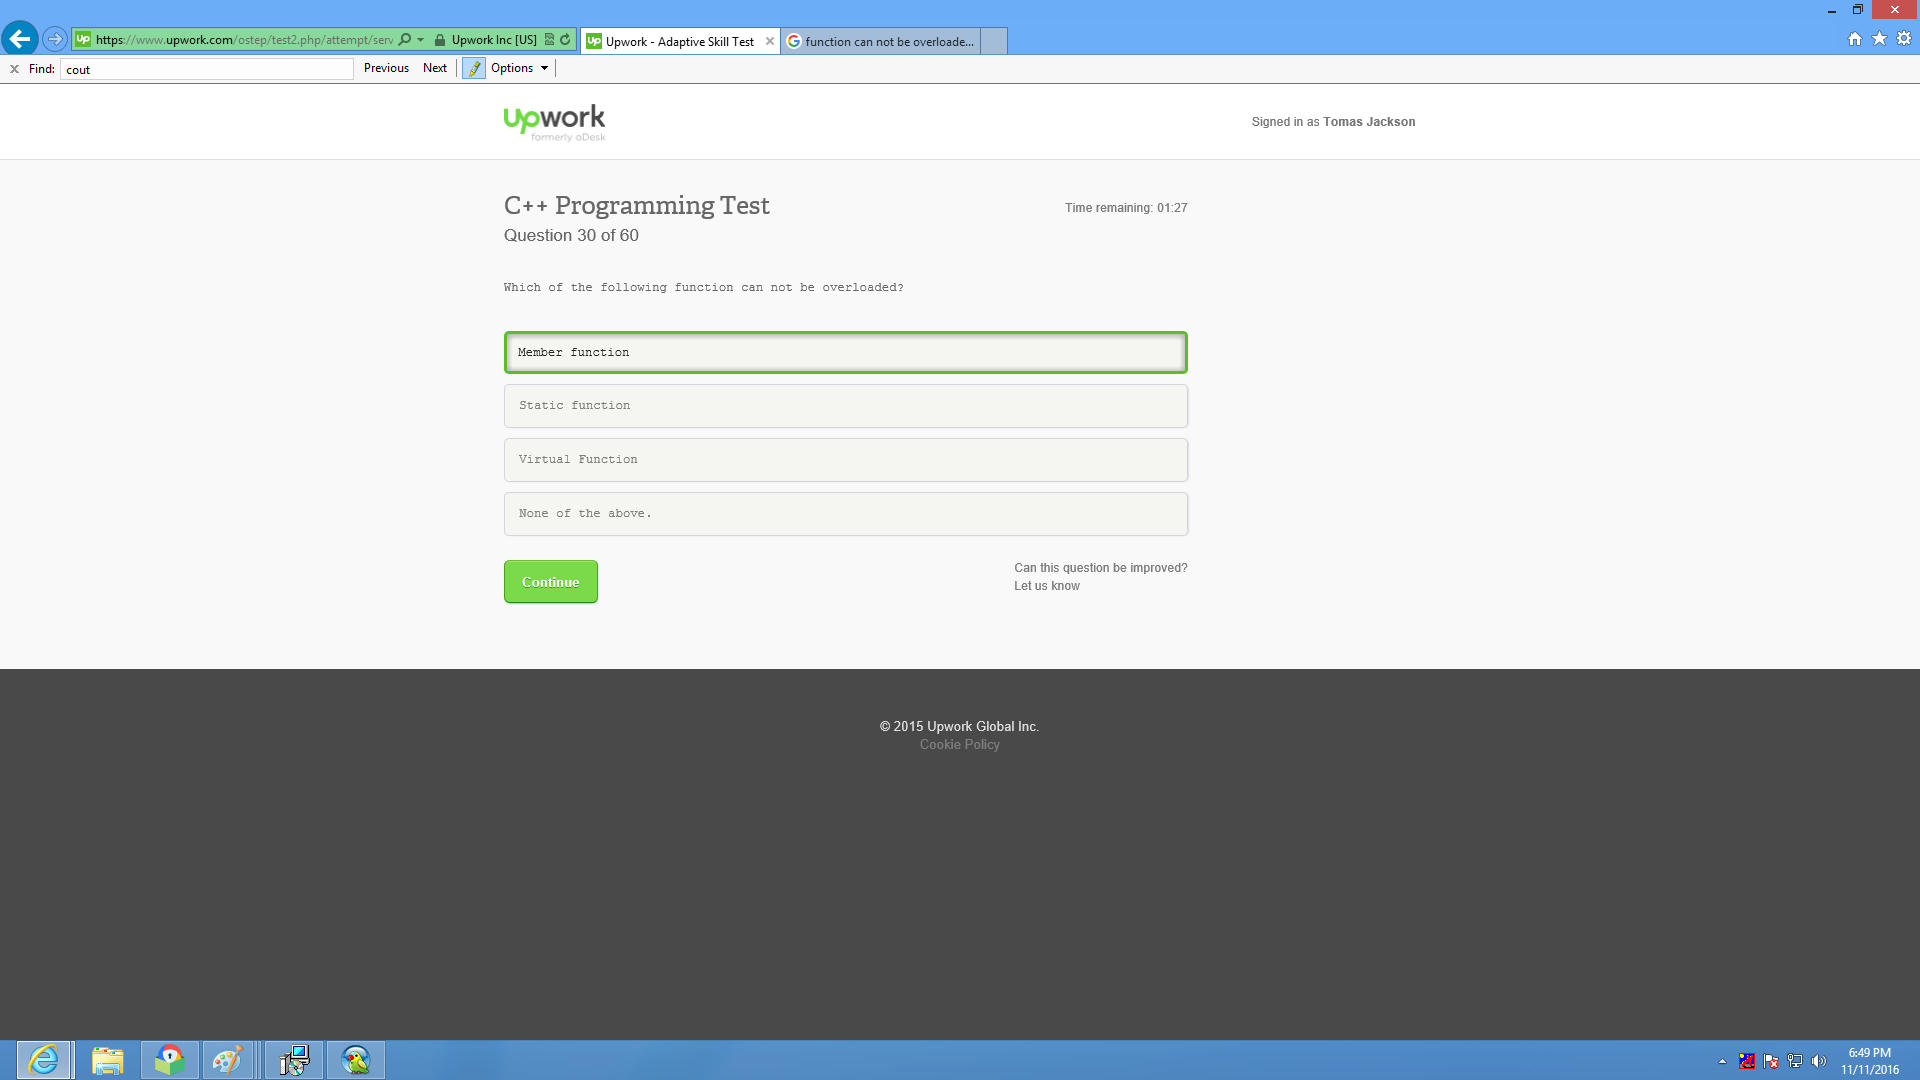 https://www.upwork.com/ostep/test2.php/attempt/serv
Upwork Inc [US]
Upwork - Adaptive Skill Test
function can not be overloade...
Find: cout Previous Next Options
Upwork
formerly oDesk
Signed in as Tomas Jackson
C++ Programming Test
Time remaining: 01:27
Question 30 of 60
Which of the following function can not be overloaded?
Member function
Static function
Virtual Function
None of the above.
Continue
Can this question be improved?
Let us know
© 2015 Upwork Global Inc.
Cookie Policy
6:49 PM
11/11/2016